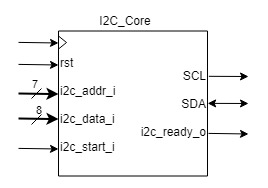 I2C_Core
rst
7
i2c_addr_i
8
i2c_data_i
i2c_start_i
SCL
SDA
i2c_ready_o